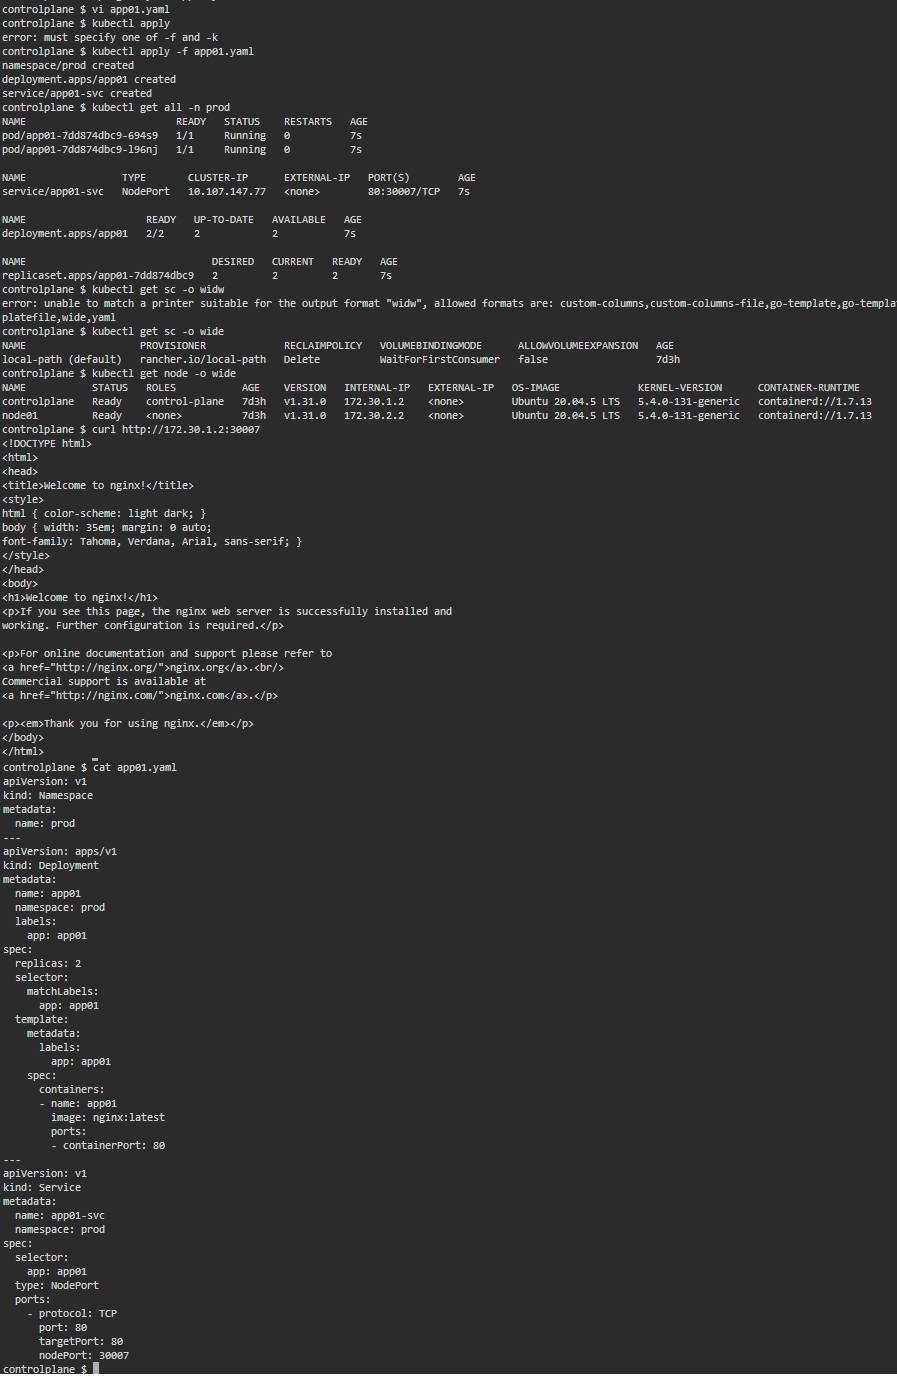 controlplane $ vi app01.yaml
controlplane $ kubectl apply
error: must specify one of -f and -k
controlplane $ kubectl apply -f app01.yaml
namespace/prod created
deployment.apps/app01 created
service/app01-svc created
controlplane $ kubectl get all -n prod
NAME                         READY   STATUS    RESTARTS   AGE
pod/app01-7dd874dbc9-694s9   1/1     Running   0          7s
pod/app01-7dd874dbc9-l96nj   1/1     Running   0          7s

NAME                TYPE       CLUSTER-IP      EXTERNAL-IP   PORT(S)        AGE
service/app01-svc   NodePort   10.107.147.77   <none>        80:30007/TCP   7s

NAME                    READY   UP-TO-DATE   AVAILABLE   AGE
deployment.apps/app01   2/2     2            2           7s

NAME                               DESIRED   CURRENT   READY   AGE
replicaset.apps/app01-7dd874dbc9   2         2         2       7s
controlplane $ kubectl get sc -o widw
error: unable to match a printer suitable for the output format "widw", allowed formats are: custom-columns,custom-columns-file,go-template,go-templat
platefile,wide,yaml
controlplane $ kubectl get sc -o wide
NAME                   PROVISIONER             RECLAIMPOLICY   VOLUMEBINDINGMODE      ALLOWVOLUMEEXPANSION   AGE
local-path (default)   rancher.io/local-path   Delete          WaitForFirstConsumer   false                  7d3h
controlplane $ kubectl get node -o wide
NAME           STATUS   ROLES           AGE    VERSION   INTERNAL-IP   EXTERNAL-IP   OS-IMAGE             KERNEL-VERSION      CONTAINER-RUNTIME
controlplane   Ready    control-plane   7d3h   v1.31.0   172.30.1.2    <none>        Ubuntu 20.04.5 LTS   5.4.0-131-generic   containerd://1.7.13
node01         Ready    <none>          7d3h   v1.31.0   172.30.2.2    <none>        Ubuntu 20.04.5 LTS   5.4.0-131-generic   containerd://1.7.13
controlplane $ curl http://172.30.1.2:30007
<!DOCTYPE html>
<html>
<head>
<title>Welcome to nginx!</title>
<style>
html { color-scheme: light dark; }
body { width: 35em; margin: 0 auto;
font-family: Tahoma, Verdana, Arial, sans-serif; }
</style>
</head>
<body>
<h1>Welcome to nginx!</h1>
<p>If you see this page, the nginx web server is successfully installed and
working. Further configuration is required.</p>

<p>For online documentation and support please refer to
<a href="http://nginx.org/">nginx.org</a>.<br/>
Commercial support is available at
<a href="http://nginx.com/">nginx.com</a>.</p>

<p><em>Thank you for using nginx.</em></p>
</body>
</html>
controlplane $ cat app01.yaml
apiVersion: v1
kind: Namespace
metadata:
  name: prod
---
apiVersion: apps/v1
kind: Deployment
metadata:
  name: app01
  namespace: prod
  labels:
    app: app01
spec:
  replicas: 2
  selector:
    matchLabels:
      app: app01
  template:
    metadata:
      labels:
        app: app01
    spec:
      containers:
      - name: app01
        image: nginx:latest
        ports:
        - containerPort: 80
---
apiVersion: v1
kind: Service
metadata:
  name: app01-svc
  namespace: prod
spec:
  selector:
    app: app01
  type: NodePort
  ports:
    - protocol: TCP
      port: 80
      targetPort: 80
      nodePort: 30007
controlplane $